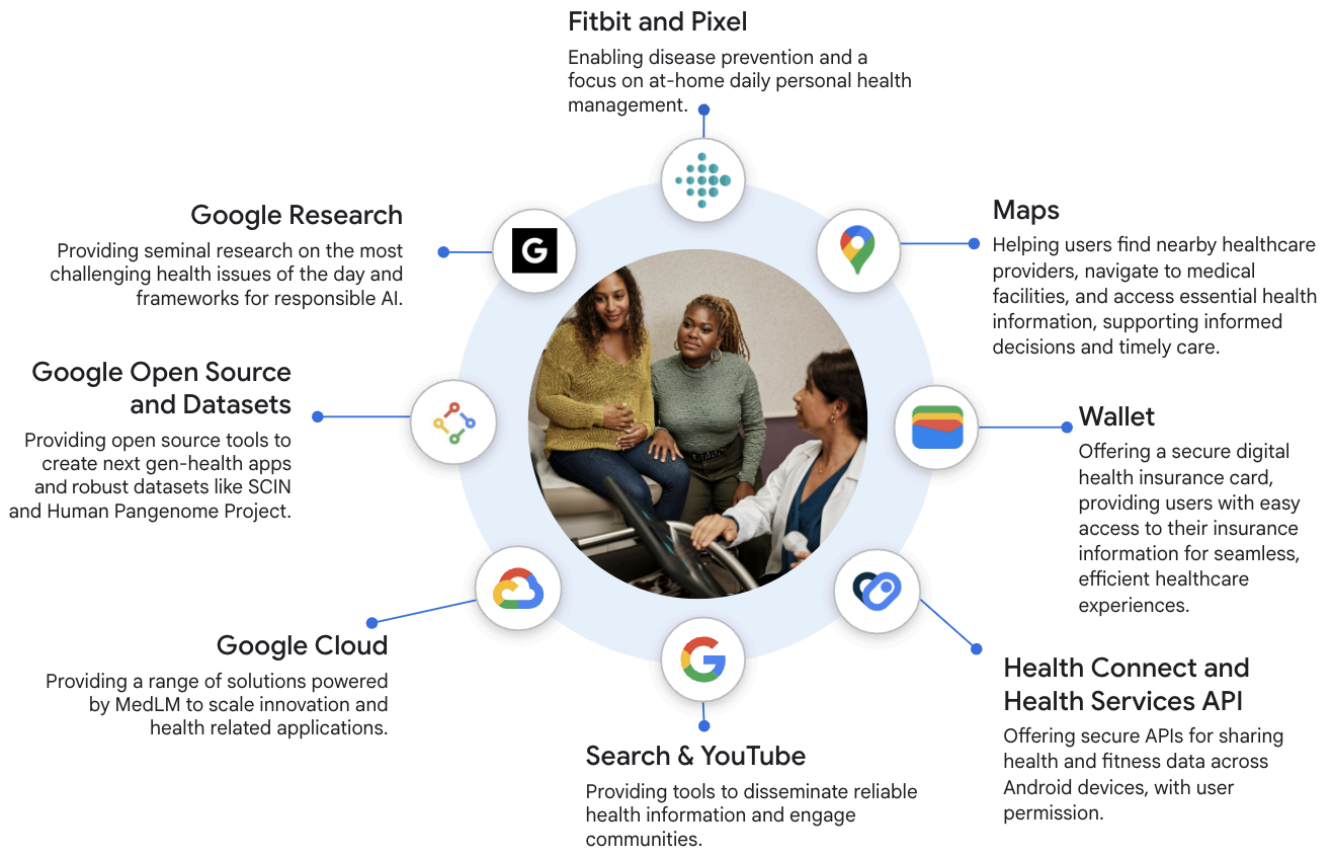 Fitbit and Pixel
Enabling disease prevention and a
focus on at-home daily personal health
management.
Maps
Helping users find nearby healthcare
providers, navigate to medical
facilities, and access essential health
information, supporting informed
decisions and timely care.
Wallet
Offering a secure digital
health insurance card,
providing users with easy
access to their insurance
information for seamless,
efficient healthcare
experiences.
Health Connect and
Health Services API
Offering secure APIs for sharing
health and fitness data across
Android devices, with user
permission.
Search & YouTube
Providing tools to disseminate reliable
health information and engage
communities.
Google Cloud
Providing a range of solutions powered
by MedLM to scale innovation and
health related applications.
Google Open Source
and Datasets
Providing open source tools to
create next gen-health apps
and robust datasets like SCIN
and Human Pangenome Project.
Google Research
Providing seminal research on the most
challenging health issues of the day and
frameworks for responsible AI.
G
G